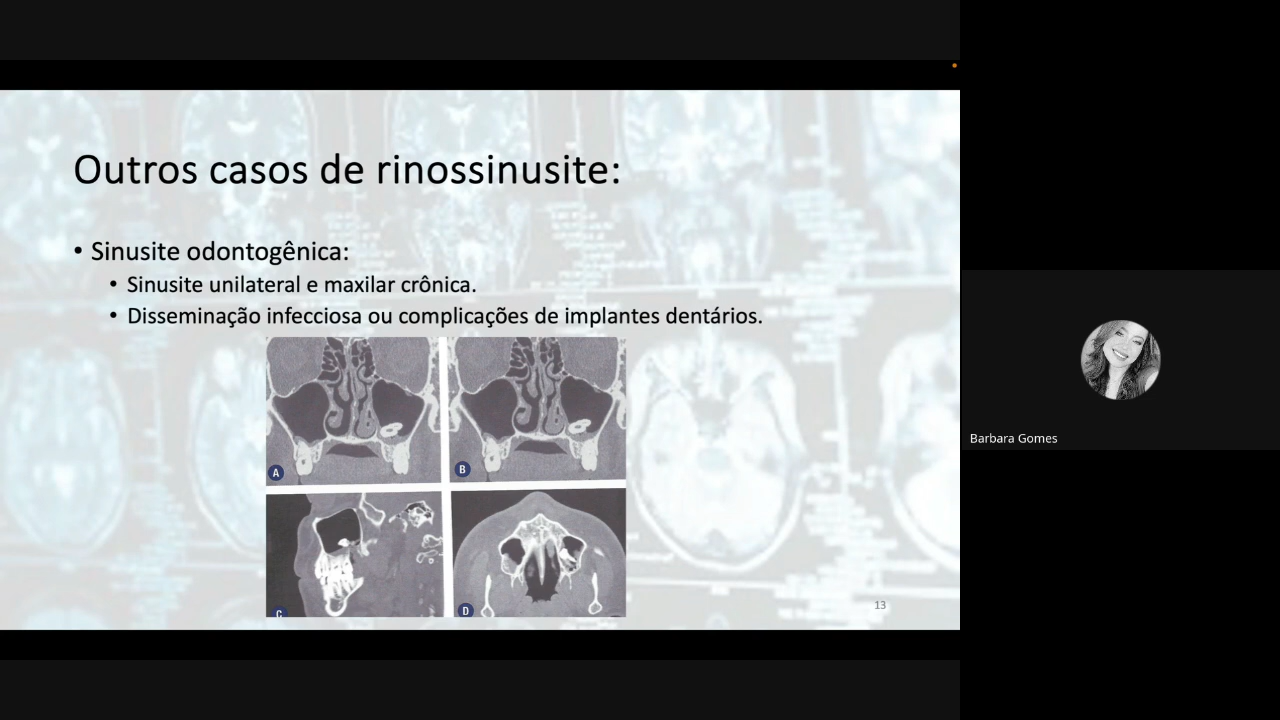 Outros casos de rinossinusite:
• Sinusite odontogênica:
• Sinusite unilateral e maxilar crônica.
• Disseminação infecciosa ou complicações de implantes dentários.
A
B
C
D
13
Barbara Gomes